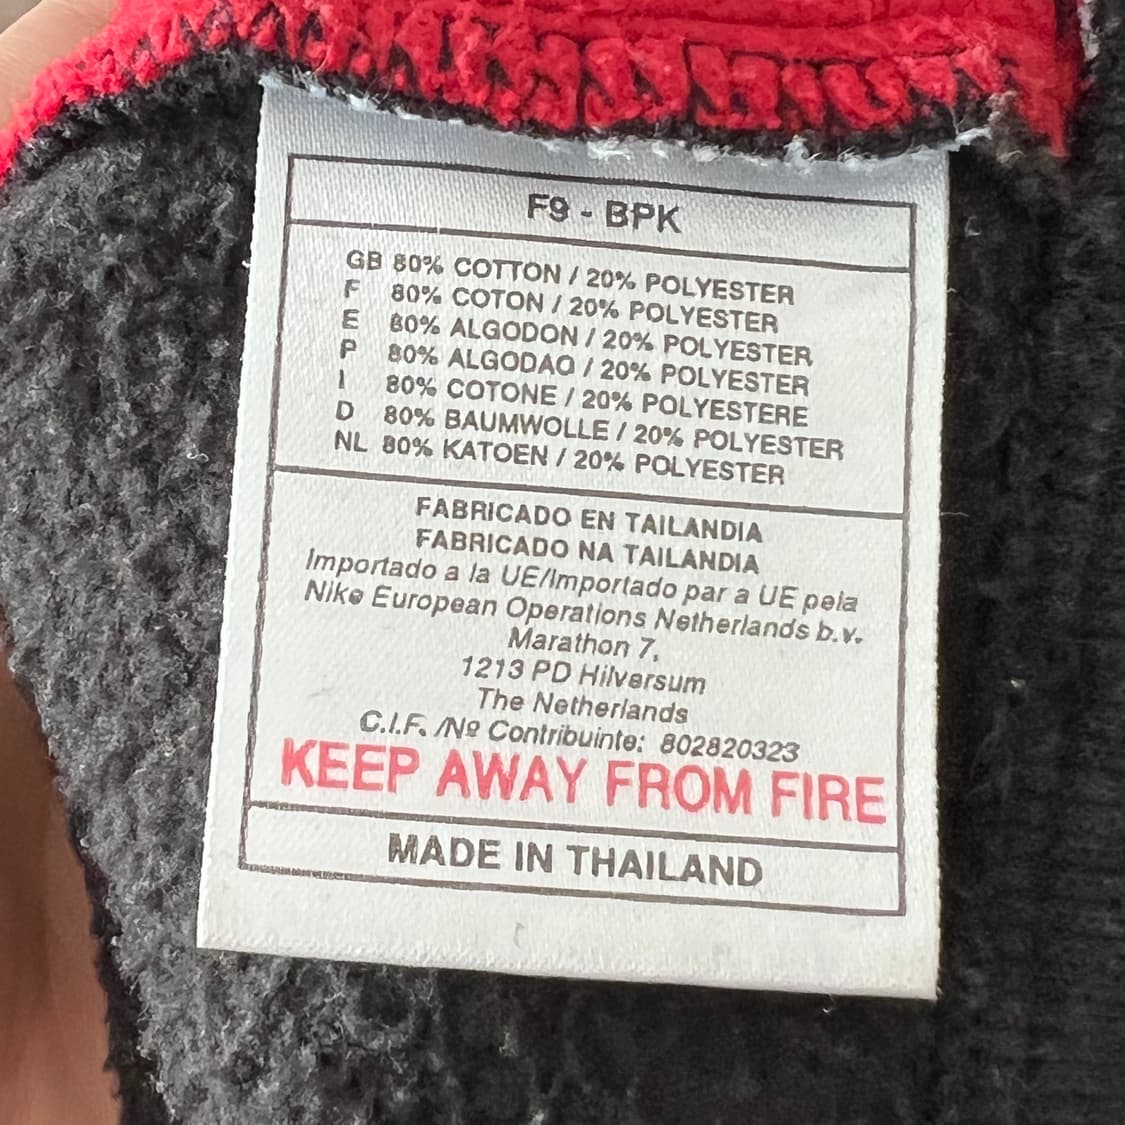 F9 - BPK
GB 80% COTTON / 20% POLYESTER
F 80% COTON / 20% POLYESTER
E 80% ALGODON / 20% POLYESTER
P 80% ALGODAO / 20% POLYESTER
I 80% COTONE / 20% POLYESTERE
D 80% BAUMWOLLE / 20% POLYESTER
NL 80% KATOEN / 20% POLYESTER
FABRICADO EN TAILANDIA
FABRICADO NA TAILANDIA
Importado a la UE/Importado par a UE pela
Nike European Operations Netherlands b.v.
Marathon 7,
1213 PD Hilversum
The Netherlands
C.I.F. /Nº Contribuinte: 802820323
KEEP AWAY FROM FIRE
MADE IN THAILAND